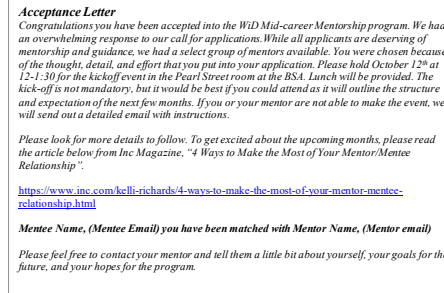 Acceptance Letter
Congratulations you have been accepted into the WiD Mid-career Mentorship program. We had
an overwhelming response to our call for applications. While all applicants are deserving of
mentorship and guidance, we had a select group of mentors available. You were chosen because
of the thought, detail, and effort that you put into your application. Please hold October 12th at
12-1:30 for the kickoff event in the Pearl Street room at the BSA. Lunch will be provided. The
kick-off is not mandatory, but it would be best if you could attend as it will outline the structure
and expectation of the next few months. If you or your mentor are not able to make the event, we
will send out a detailed email with instructions.
Please look for more details to follow. To get excited about the upcoming months, please read
the article below from Inc Magazine, “4 Ways to Make the Most of Your Mentor/Mentee
Relationship”.
https://www.inc.com/kelli-richards/4-ways-to-make-the-most-of-your-mentor-mentee-
relationship.html
Mentee Name, (Mentee Email) you have been matched with Mentor Name, (Mentor email)
Please feel free to contact your mentor and tell them a little bit about yourself, your goals for the
future, and your hopes for the program.